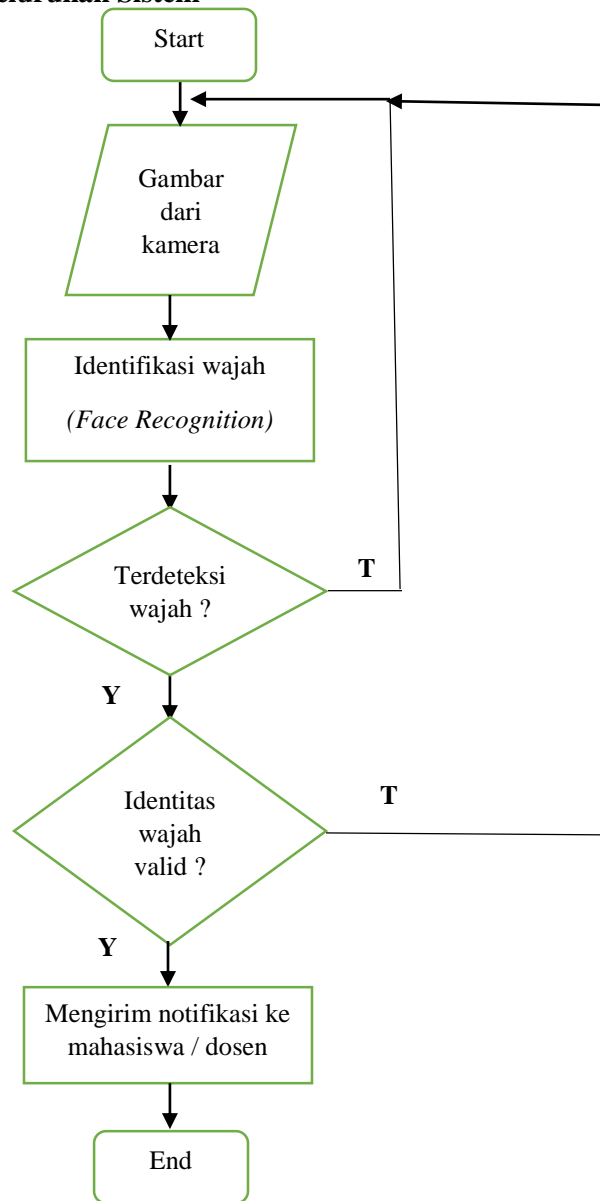 Start
Gambar
dari
kamera
Identifikasi wajah
(Face Recognition)
Terdeteksi
wajah ?
T
Y
Identitas
wajah
valid ?
T
Y
Mengirim notifikasi ke
mahasiswa / dosen
End